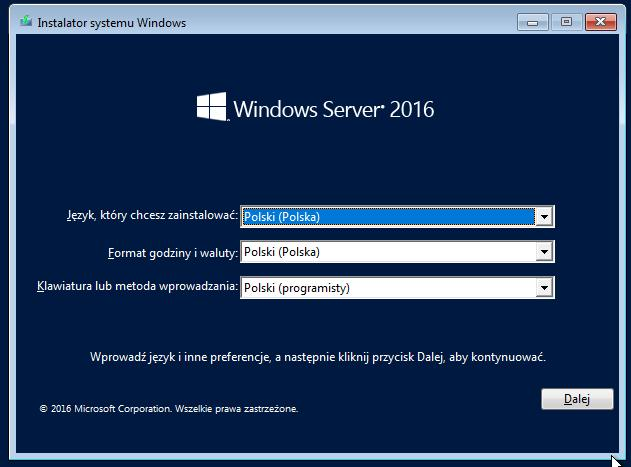 Instalator systemu Windows
Windows Server® 2016
Język, który chcesz zainstalować: Polski (Polska)
Format godziny i waluty: Polski (Polska)
Klawiatura lub metoda wprowadzania: Polski (programisty)
Wprowadź język i inne preferencje, a następnie kliknij przycisk Dalej, aby kontynuować.
Dalej
© 2016 Microsoft Corporation. Wszelkie prawa zastrzeżone.